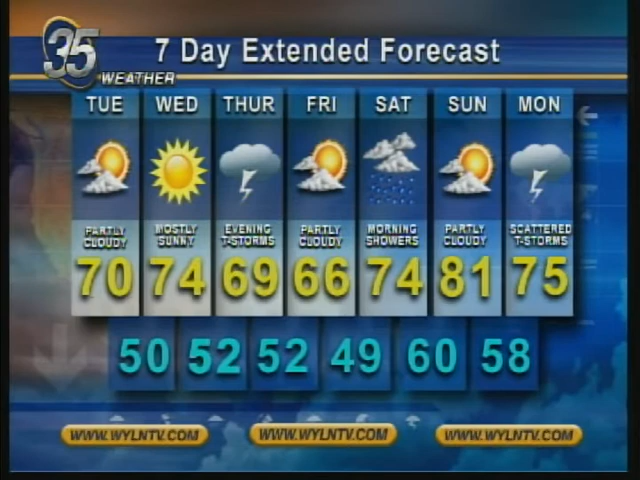 35
7 Day Extended Forecast
WEATHER
TUE WED THUR FRI SAT SUN MON
PARTLY CLOUDY MOSTLY SUNNY EVENING T-STORMS PARTLY CLOUDY MORNING SHOWERS PARTLY CLOUDY SCATTERED T-STORMS
70 74 69 66 74 81 75
50 52 52 49 60 58
WWW.WYLNTV.COM WWW.WYLNTV.COM WWW.WYLNTV.COM